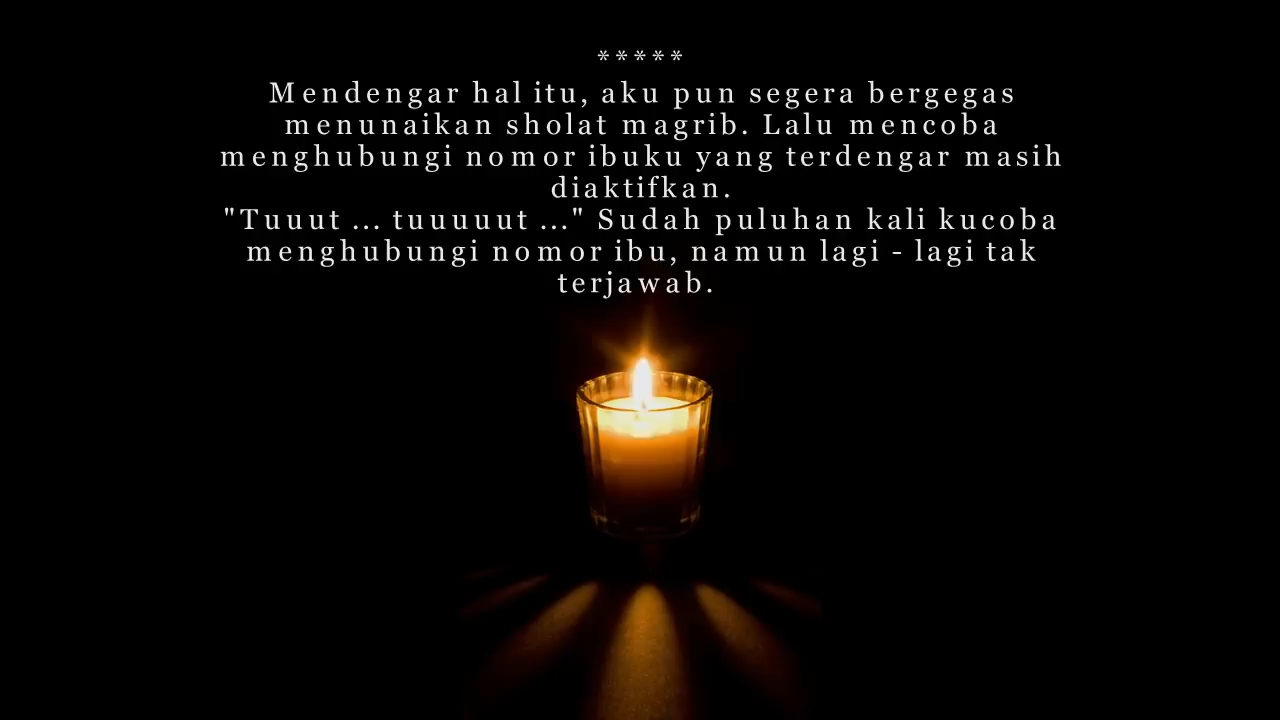 *****
Mendengar hal itu, aku pun segera bergegas
menunaikan sholat magrib. Lalu mencoba
menghubungi nomor ibuku yang terdengar masih
diaktifkan.
"Tuuut ... tuuuuut ..." Sudah puluhan kali kucoba
menghubungi nomor ibu, namun lagi - lagi tak
terjawab.